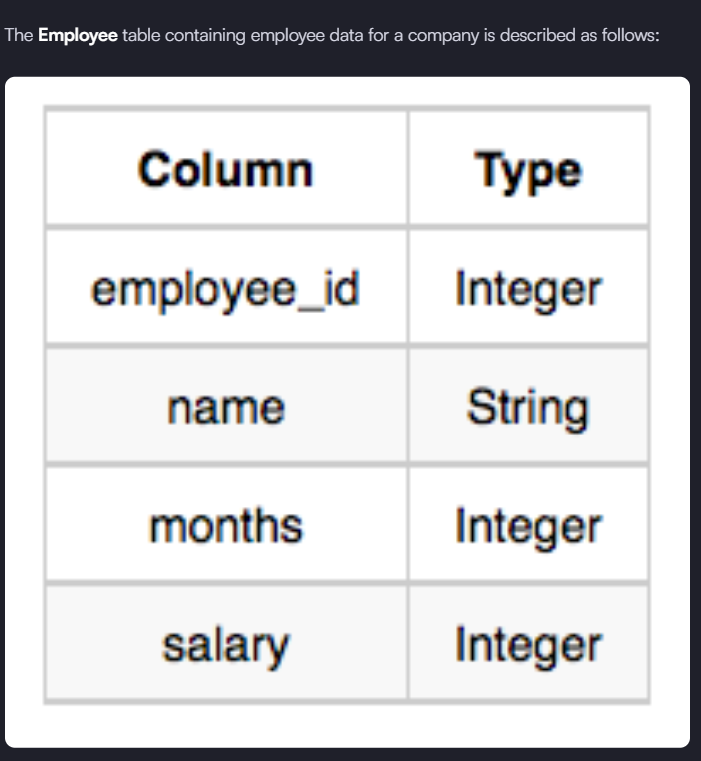 The Employee table containing employee data for a company is described as follows:
Column Type
employee_id Integer
name String
months Integer
salary Integer